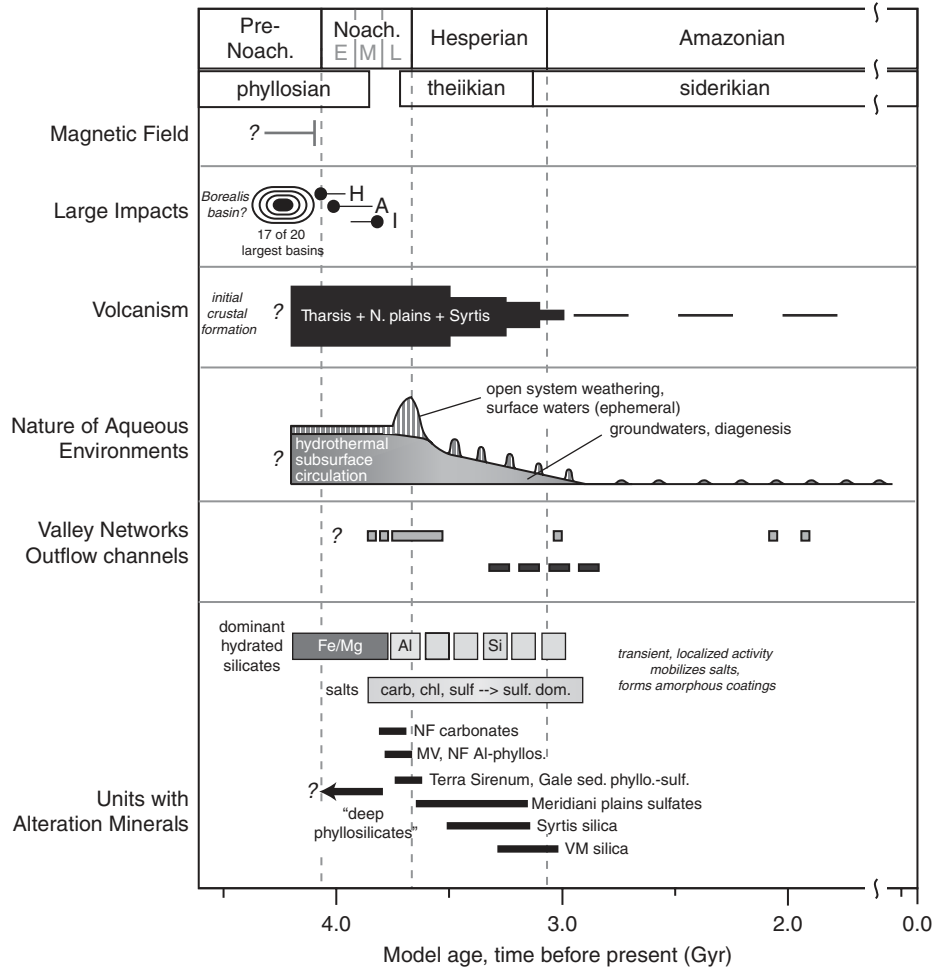 Pre-
Noach.
Noach.
E M L
Hesperian
Amazonian
phyllosian
theiikian
siderikian
Magnetic Field
?
Large Impacts
Borealis
basin?
H
A
I
17 of 20
largest basins
Volcanism
initial
crustal
formation
?
Tharsis + N. plains + Syrtis
Nature of Aqueous
Environments
?
hydrothermal
subsurface
circulation
open system weathering,
surface waters (ephemeral)
groundwaters, diagenesis
Valley Networks
Outflow channels
?
dominant
hydrated
silicates
Fe/Mg
Al
Si
transient, localized activity
mobilizes salts,
forms amorphous coatings
salts
carb, chl, sulf --> sulf. dom.
Units with
Alteration Minerals
NF carbonates
MV, NF Al-phyllos.
Terra Sirenum, Gale sed. phyllo.-sulf.
?
"deep
phyllosilicates"
Meridiani plains sulfates
Syrtis silica
VM silica
4.0
3.0
2.0
0.0
Model age, time before present (Gyr)